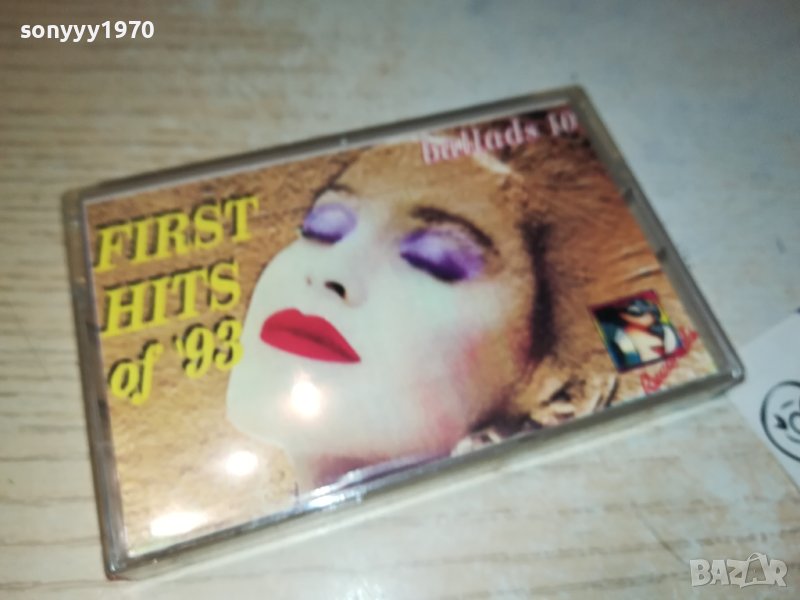 sonyyy1970
ballads 10
FIRST
HITS
of '93
BAZAR